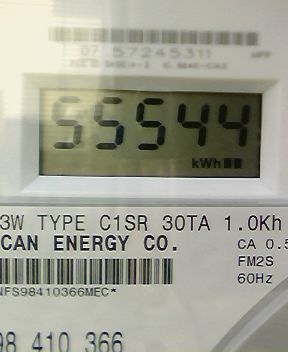 07 57245311
55544
kWh
3W TYPE C1SR 30TA 1.0Kh
CAN ENERGY CO.
CA 0.5
FM2S
NFS98410366MEC*
60Hz
98 410 366